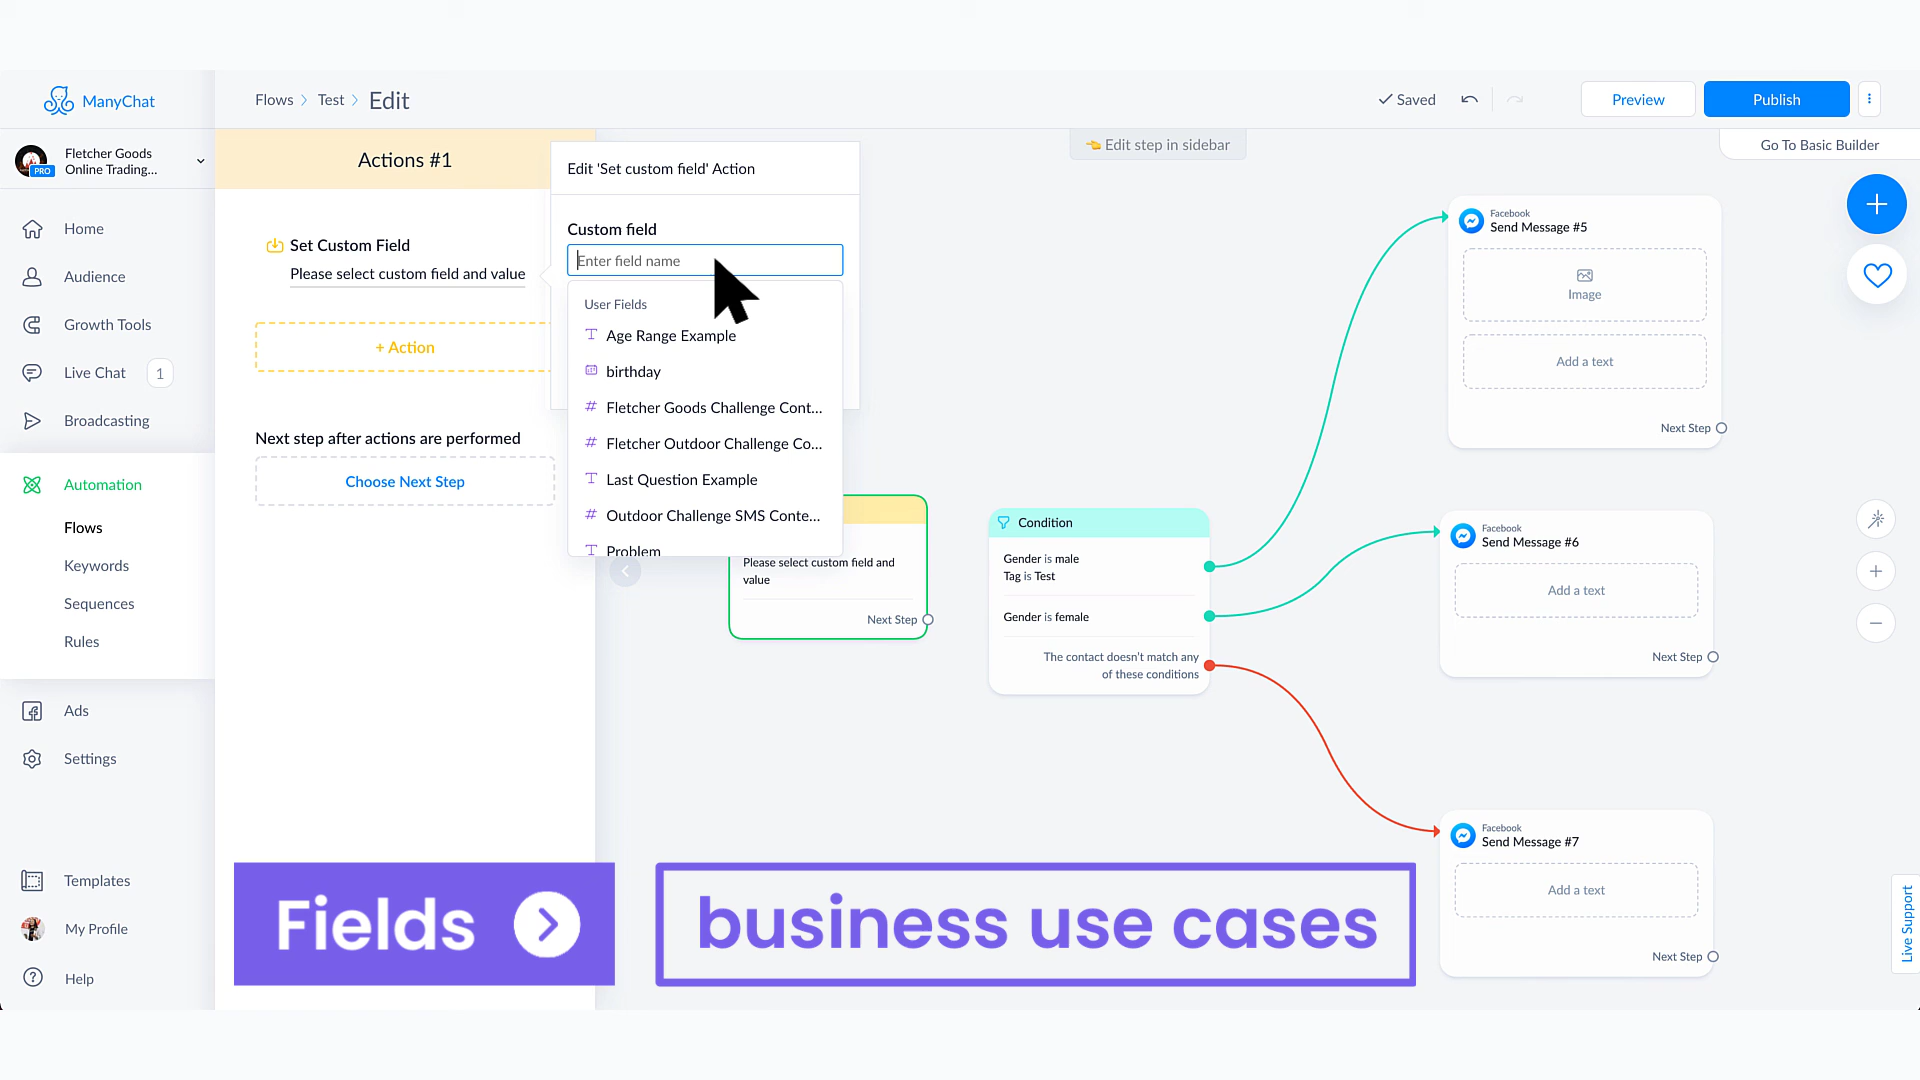 ManyChat
Flows
Test
Edit
Saved
Preview
Publish
Fletcher Goods
Online Trading...
PRO
Home
Audience
Growth Tools
Live Chat
1
Broadcasting
Automation
Flows
Keywords
Sequences
Rules
Ads
Settings
Templates
My Profile
Help
Actions #1
Set Custom Field
Please select custom field and value
+ Action
Next step after actions are performed
Choose Next Step
Edit 'Set custom field' Action
Custom field
Enter field name
User Fields
Age Range Example
birthday
Fletcher Goods Challenge Cont...
Fletcher Outdoor Challenge Co...
Last Question Example
Outdoor Challenge SMS Conte...
Problem
Please select custom field and
value
Next Step
Edit step in sidebar
Go To Basic Builder
Condition
Gender is male
Tag is Test
Gender is female
The contact doesn't match any
of these conditions
Facebook
Send Message #5
Image
Add a text
Next Step
Facebook
Send Message #6
Add a text
Next Step
Facebook
Send Message #7
Add a text
Next Step
Live Support
Fields
business use cases